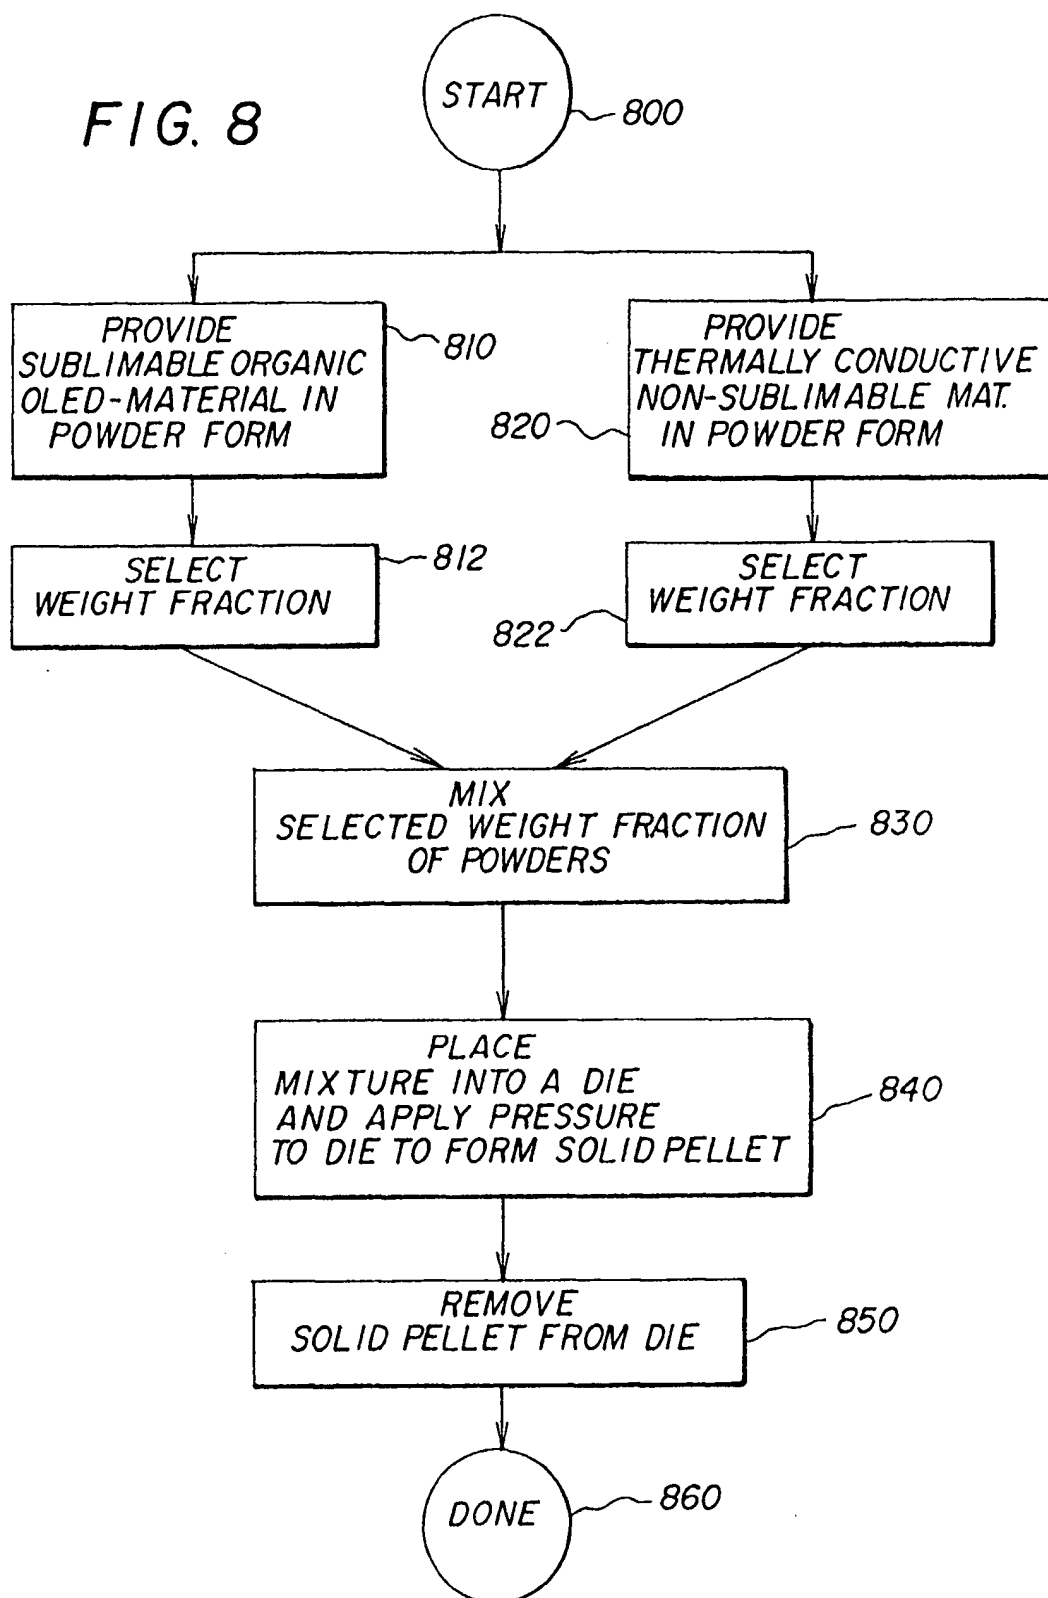 FIG. 8
START
800
PROVIDE
SUBLIMABLE ORGANIC
OLED-MATERIAL IN
POWDER FORM
810
PROVIDE
THERMALLY CONDUCTIVE
NON-SUBLIMABLE MAT.
IN POWDER FORM
820
SELECT
WEIGHT FRACTION
812
SELECT
WEIGHT FRACTION
822
MIX
SELECTED WEIGHT FRACTION
OF POWDERS
830
PLACE
MIXTURE INTO A DIE
AND APPLY PRESSURE
TO DIE TO FORM SOLID PELLET
840
REMOVE
SOLID PELLET FROM DIE
850
DONE
860